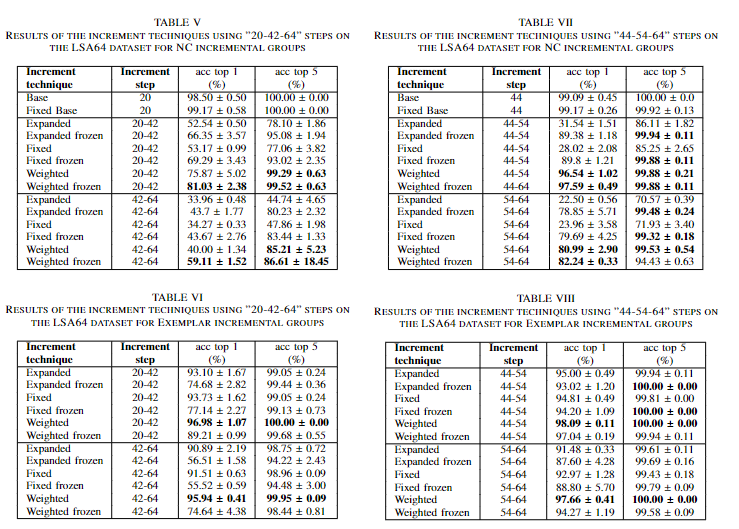 TABLE V
RESULTS OF THE INCREMENT TECHNIQUES USING "20-42-64" STEPS ON
THE LSA64 DATASET FOR NC INCREMENTAL GROUPS
Increment Increment acc top 1 acc top 5
technique step (%) (%)
Base 20 98.50 ± 0.50 100.00 ± 0.00
Fixed Base 20 99.17 ± 0.58 100.00 ± 0.00
Expanded 20-42 52.54 ± 0.50 78.10 ± 1.86
Expanded frozen 20-42 66.35 ± 3.57 95.08 ± 1.94
Fixed 20-42 53.17 ± 0.99 77.06 ± 3.82
Fixed frozen 20-42 69.29 ± 3.43 93.02 ± 2.35
Weighted 20-42 75.87 ± 5.02 99.29 ± 0.63
Weighted frozen 20-42 81.03 ± 2.38 99.52 ± 0.63
Expanded 42-64 33.96 ± 0.48 44.74 ± 4.65
Expanded frozen 42-64 43.7 ± 1.77 80.23 ± 2.32
Fixed 42-64 34.27 ± 0.33 47.86 ± 1.98
Fixed frozen 42-64 43.67 ± 2.76 83.44 ± 1.33
Weighted 42-64 40.00 ± 1.34 85.21 ± 5.23
Weighted frozen 42-64 59.11 ± 1.52 86.61 ± 18.45
TABLE VI
RESULTS OF THE INCREMENT TECHNIQUES USING "20-42-64" STEPS ON
THE LSA64 DATASET FOR EXEMPLAR INCREMENTAL GROUPS
Increment Increment acc top 1 acc top 5
technique step (%) (%)
Expanded 20-42 93.10 ± 1.67 99.05 ± 0.24
Expanded frozen 20-42 74.68 ± 2.82 99.44 ± 0.36
Fixed 20-42 93.73 ± 1.62 99.05 ± 0.24
Fixed frozen 20-42 77.14 ± 2.27 99.13 ± 0.73
Weighted 20-42 96.98 ± 1.07 100.00 ± 0.00
Weighted frozen 20-42 89.21 ± 0.99 99.68 ± 0.55
Expanded 42-64 90.89 ± 2.19 98.75 ± 0.72
Expanded frozen 42-64 56.51 ± 1.58 94.22 ± 2.43
Fixed 42-64 91.51 ± 0.63 98.96 ± 0.09
Fixed frozen 42-64 55.52 ± 0.59 94.48 ± 3.00
Weighted 42-64 95.94 ± 0.41 99.95 ± 0.09
Weighted frozen 42-64 74.64 ± 4.38 98.44 ± 0.81
TABLE VII
RESULTS OF THE INCREMENT TECHNIQUES USING "44-54-64" STEPS ON
THE LSA64 DATASET FOR NC INCREMENTAL GROUPS
Increment Increment acc top 1 acc top 5
technique step (%) (%)
Base 44 99.09 ± 0.45 100.00 ± 0.0
Fixed Base 44 99.17 ± 0.26 99.92 ± 0.13
Expanded 44-54 31.54 ± 1.51 86.11 ± 1.82
Expanded frozen 44-54 89.38 ± 1.18 99.94 ± 0.11
Fixed 44-54 28.02 ± 2.08 85.25 ± 2.65
Fixed frozen 44-54 89.8 ± 1.21 99.88 ± 0.11
Weighted 44-54 96.54 ± 1.02 99.88 ± 0.21
Weighted frozen 44-64 97.59 ± 0.49 99.88 ± 0.11
Expanded 54-64 22.50 ± 0.56 70.57 ± 0.39
Expanded frozen 54-64 78.85 ± 5.71 99.48 ± 0.24
Fixed 54-64 23.96 ± 3.58 71.93 ± 3.40
Fixed frozen 54-64 79.69 ± 4.25 99.32 ± 0.18
Weighted 54-64 80.99 ± 2.90 99.53 ± 0.54
Weighted frozen 54-64 82.24 ± 0.33 94.43 ± 0.63
TABLE VIII
RESULTS OF THE INCREMENT TECHNIQUES USING "44-54-64" STEPS ON
THE LSA64 DATASET FOR EXEMPLAR INCREMENTAL GROUPS
Increment Increment acc top 1 acc top 5
technique step (%) (%)
Expanded 44-54 95.00 ± 0.49 99.94 ± 0.11
Expanded frozen 44-54 93.02 ± 1.20 100.00 ± 0.00
Fixed 44-54 94.81 ± 0.49 99.81 ± 0.00
Fixed frozen 44-54 94.20 ± 1.09 100.00 ± 0.00
Weighted 44-54 98.09 ± 0.11 100.00 ± 0.00
Weighted frozen 44-54 97.04 ± 0.19 99.94 ± 0.11
Expanded 54-64 91.48 ± 0.33 99.61 ± 0.11
Expanded frozen 54-64 87.60 ± 4.28 99.69 ± 0.16
Fixed 54-64 92.97 ± 1.28 99.43 ± 0.18
Fixed frozen 54-64 88.80 ± 5.70 99.79 ± 0.09
Weighted 54-64 97.66 ± 0.41 100.00 ± 0.00
Weighted frozen 54-64 94.27 ± 1.19 99.58 ± 0.09